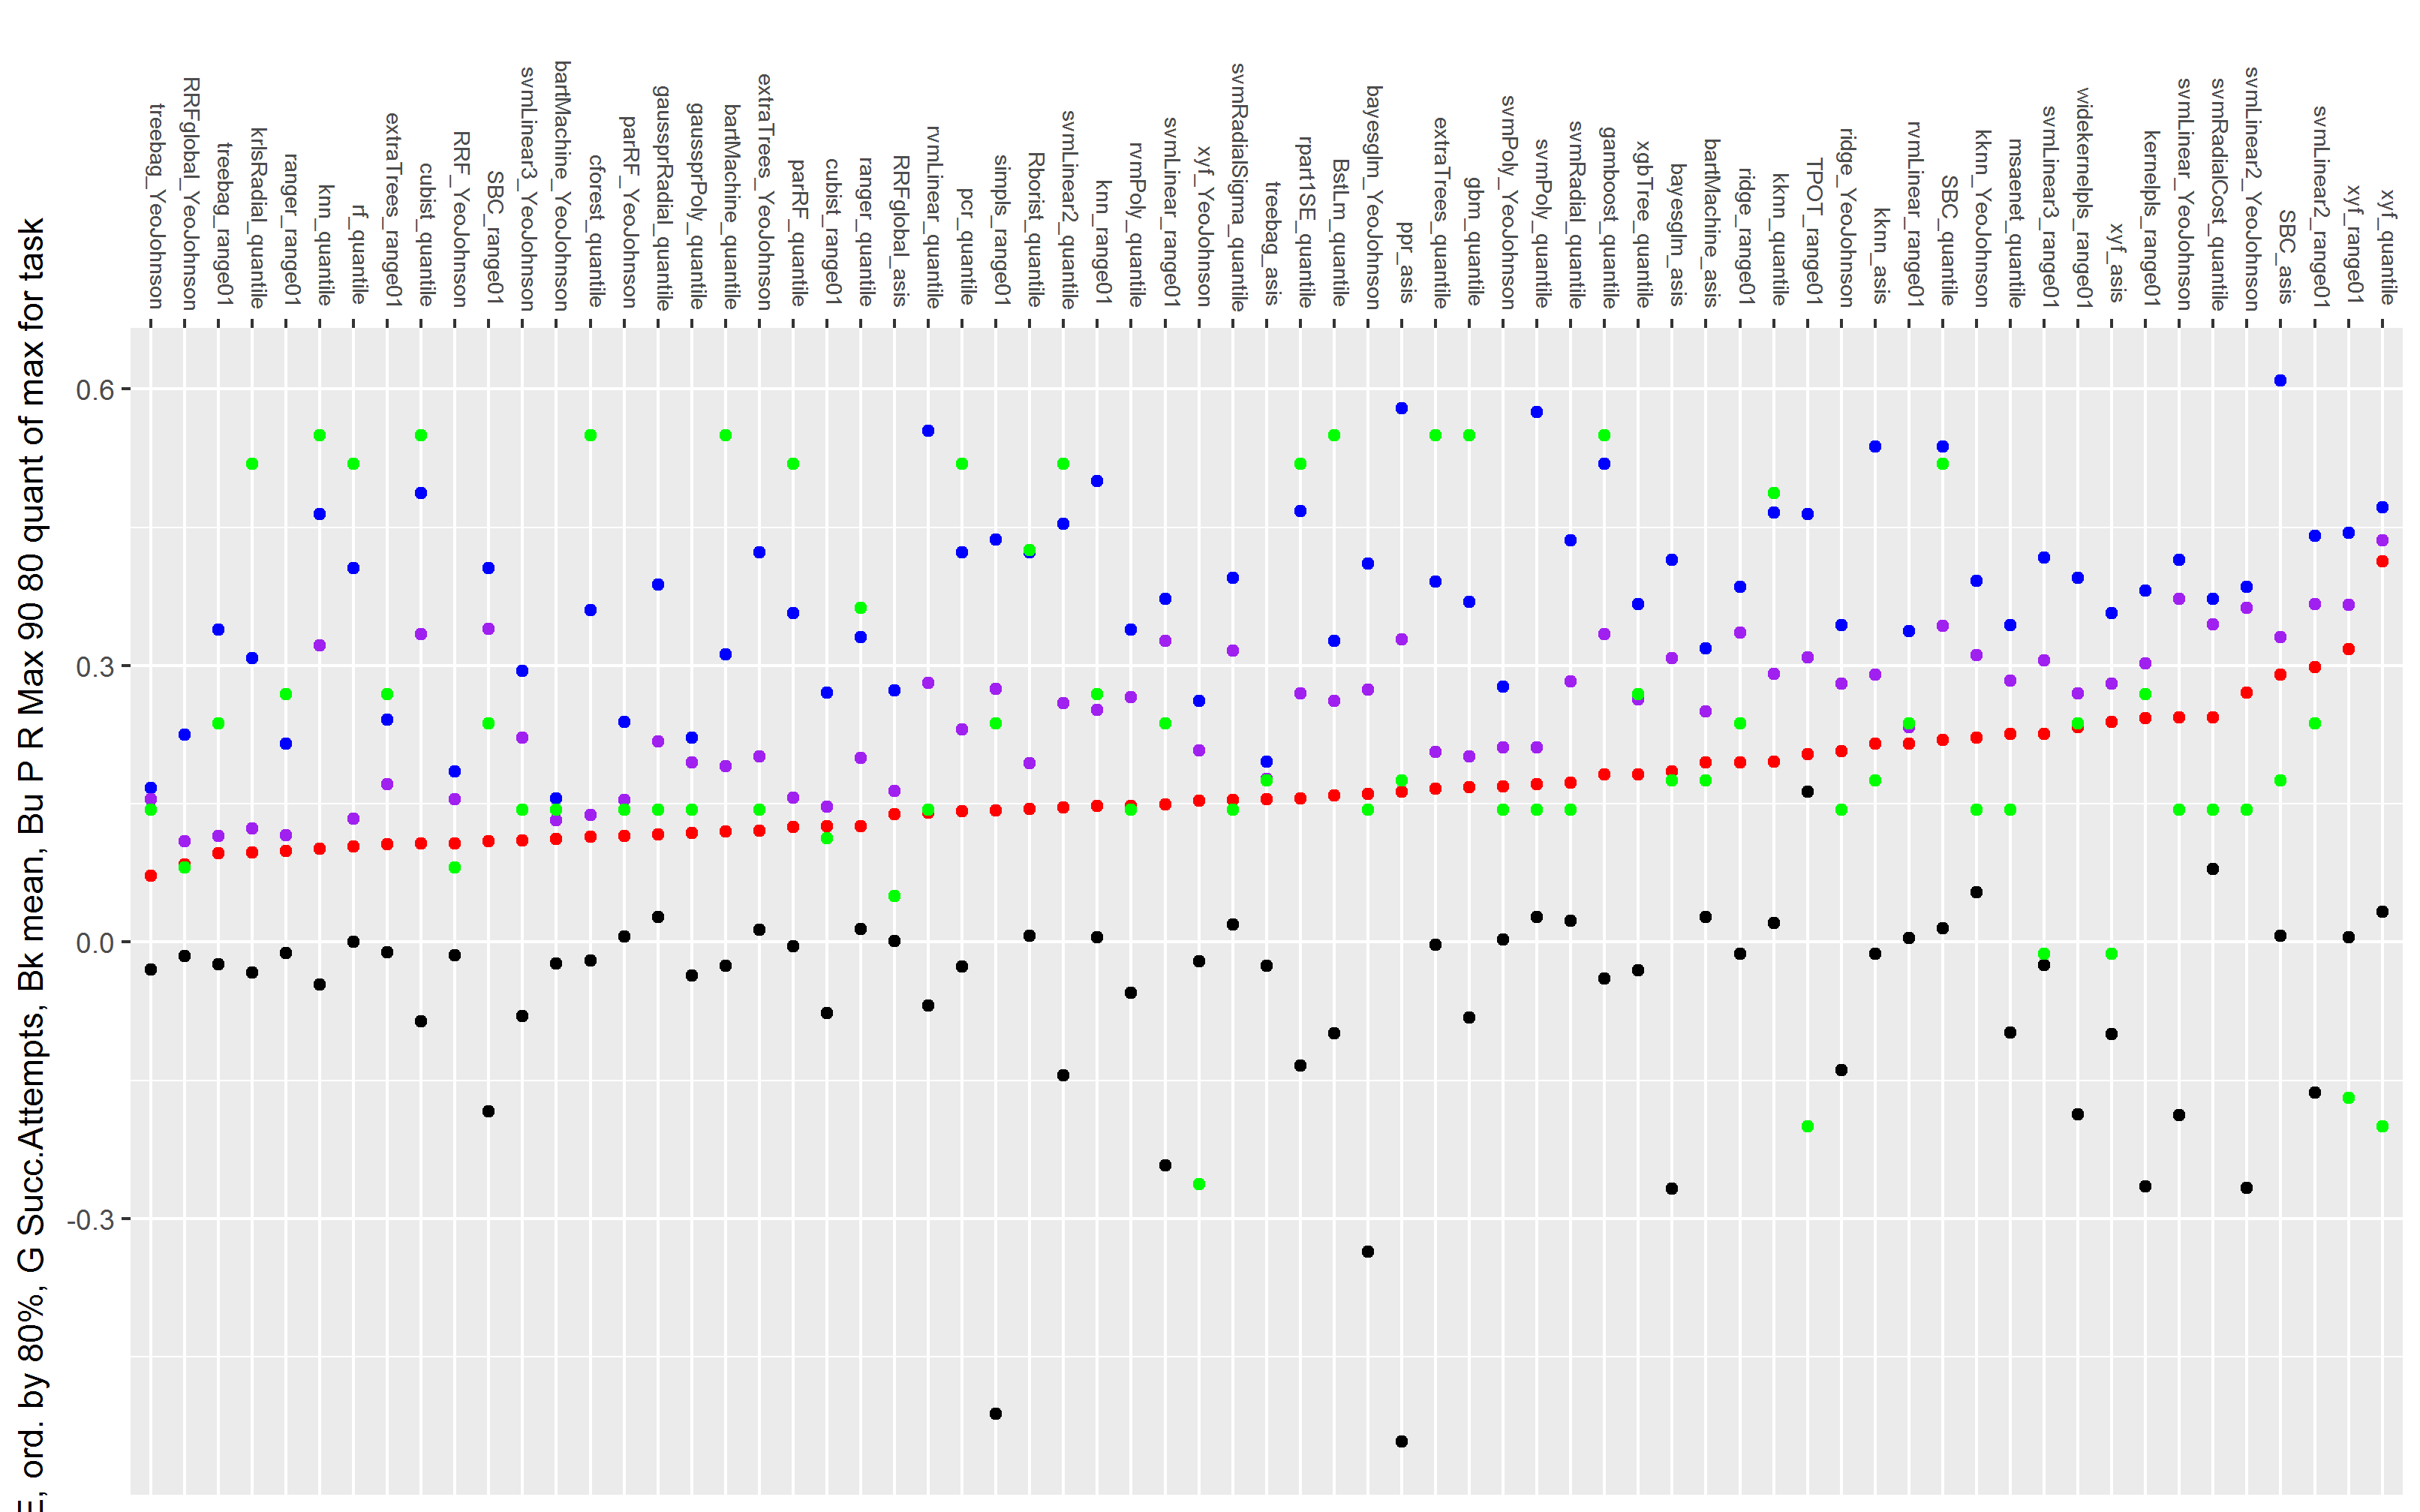 treebag_YeoJohnson
RRFglobal_YeoJohnson
treebag_range01
krlsRadial_quantile
ranger_range01
knn_quantile
rf_quantile
extraTrees_range01
cubist_quantile
RRF_YeoJohnson
SBC_range01
svmLinear3_YeoJohnson
bartMachine_YeoJohnson
cforest_quantile
parRF_YeoJohnson
gaussprRadial_quantile
gaussprPoly_quantile
bartMachine_quantile
extraTrees_YeoJohnson
parRF_quantile
cubist_range01
ranger_quantile
RRFglobal_asis
rvmLinear_quantile
pcr_quantile
simpls_range01
Rborist_quantile
svmLinear2_quantile
knn_range01
rvmPoly_quantile
svmLinear_range01
xyf_YeoJohnson
svmRadialSigma_quantile
treebag_asis
rpart1SE_quantile
BstLm_quantile
bayesglm_YeoJohnson
ppr_asis
extraTrees_quantile
gbm_quantile
svmPoly_YeoJohnson
svmPoly_quantile
svmRadial_quantile
gamboost_quantile
xgbTree_quantile
bayesglm_asis
bartMachine_asis
ridge_range01
kknn_quantile
TPOT_range01
ridge_YeoJohnson
kknn_asis
rvmLinear_range01
SBC_quantile
kknn_YeoJohnson
msaenet_quantile
svmLinear3_range01
widekernelpls_range01
xyf_asis
kernelpls_range01
svmLinear_YeoJohnson
svmRadialCost_quantile
svmLinear2_YeoJohnson
SBC_asis
svmLinear2_range01
xyf_range01
xyf_quantile
0.6
0.3
0.0
-0.3
, ord. by 80%, G Succ.Attempts, Bk mean, Bu P R Max 90 80 quant of max for task